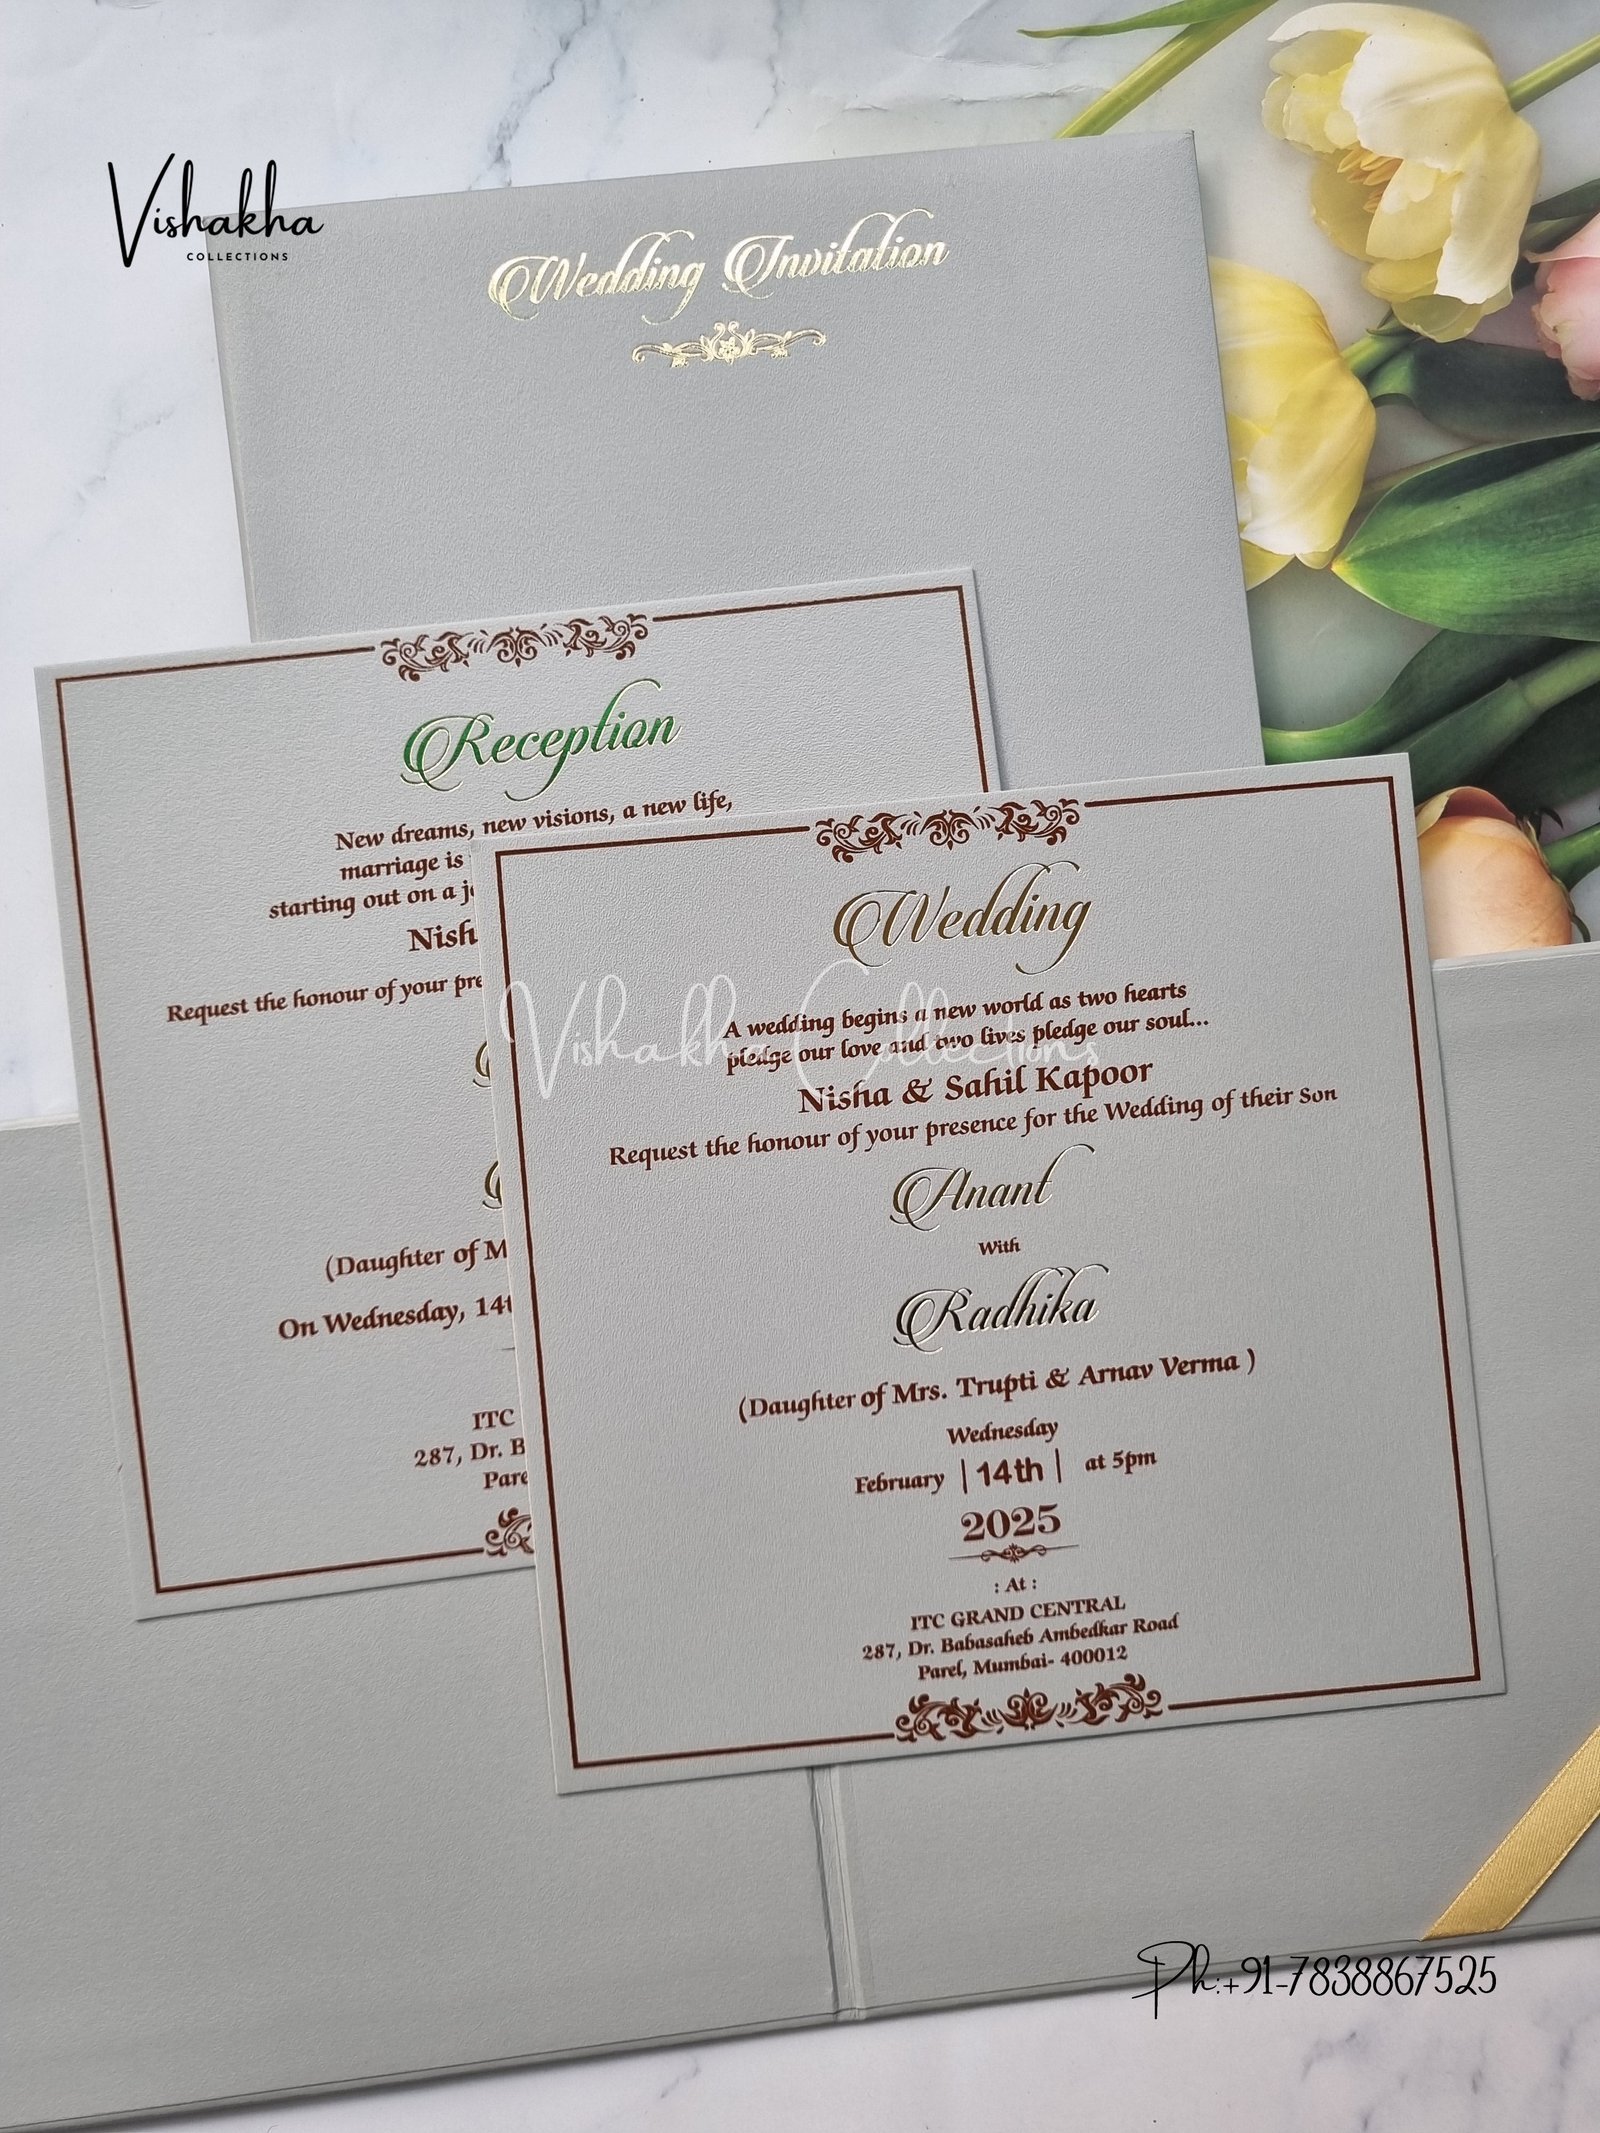 Vishakha
COLLECTIONS
Wedding Invitation
Reception
New dreams, new visions, a new life,
marriage is
starting out on a
Request the honour of your
(Daughter of
On Wednesday,
ITC
287, Dr.
Wedding
A wedding begins a new world as two hearts
pledge our love and two lives pledge our soul...
Vishakha Collections
Nisha & Sahil Kapoor
Request the honour of your presence for the Wedding of their Son
Anant
With
Radhika
(Daughter of Mrs. Trupti & Arnav Verma )
Wednesday
February | 14th | at 5pm
2025
: At :
ITC GRAND CENTRAL
287, Dr. Babasaheb Ambedkar Road
Parel, Mumbai- 400012
Ph:+91-7838867525